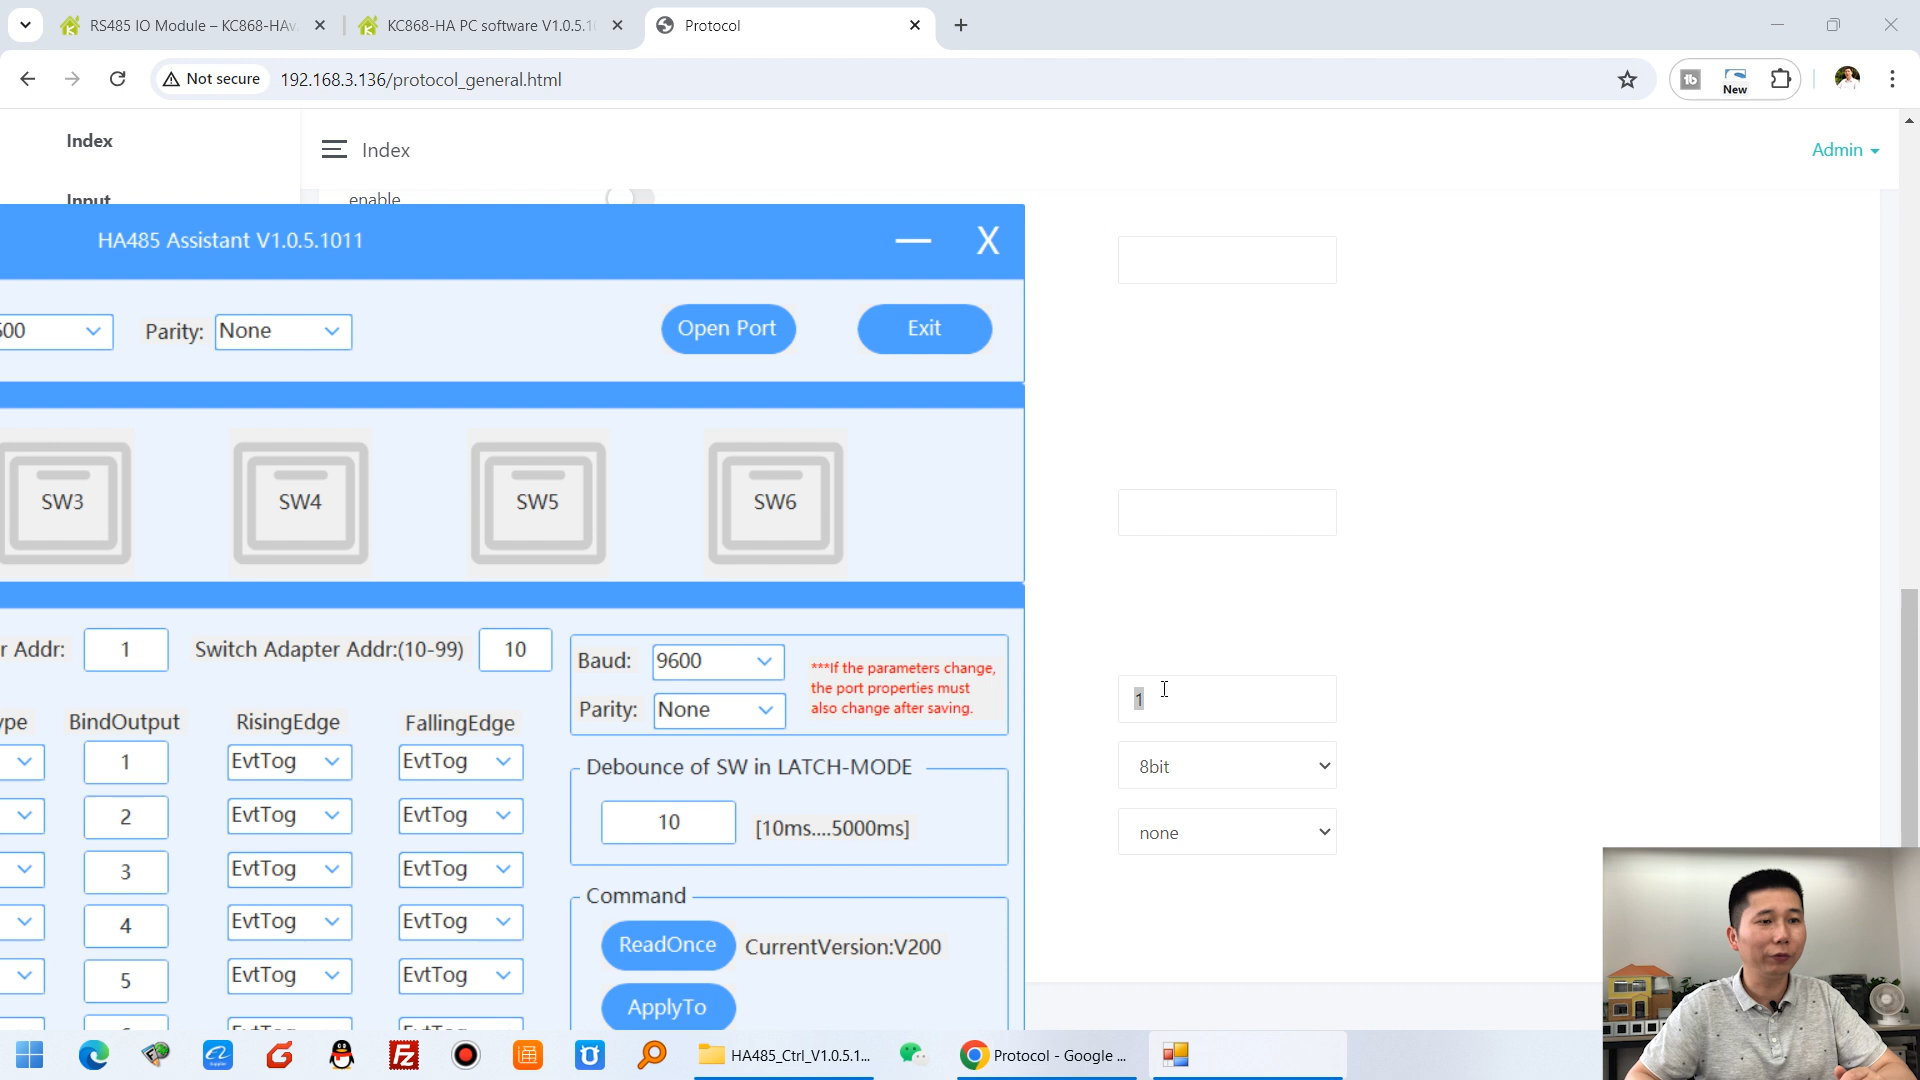 RS485 IO Module – KC868-HAv
KC868-HA PC software V1.0.5.1
Protocol
Not secure
192.168.3.136/protocol_general.html
New
Index
Index
Admin
Input
enable
HA485 Assistant V1.0.5.1011
Parity: None
Open Port
Exit
SW3
SW4
SW5
SW6
r Addr: 1
Switch Adapter Addr:(10-99) 10
Baud: 9600
Parity: None
***If the parameters change,
the port properties must
also change after saving.
1
8bit
none
ype
BindOutput
RisingEdge
FallingEdge
1 EvtTog EvtTog
2 EvtTog EvtTog
3 EvtTog EvtTog
4 EvtTog EvtTog
5 EvtTog EvtTog
Debounce of SW in LATCH-MODE
10 [10ms....5000ms]
Command
ReadOnce
CurrentVersion:V200
ApplyTo
HA485_Ctrl_V1.0.5.1...
Protocol - Google ...